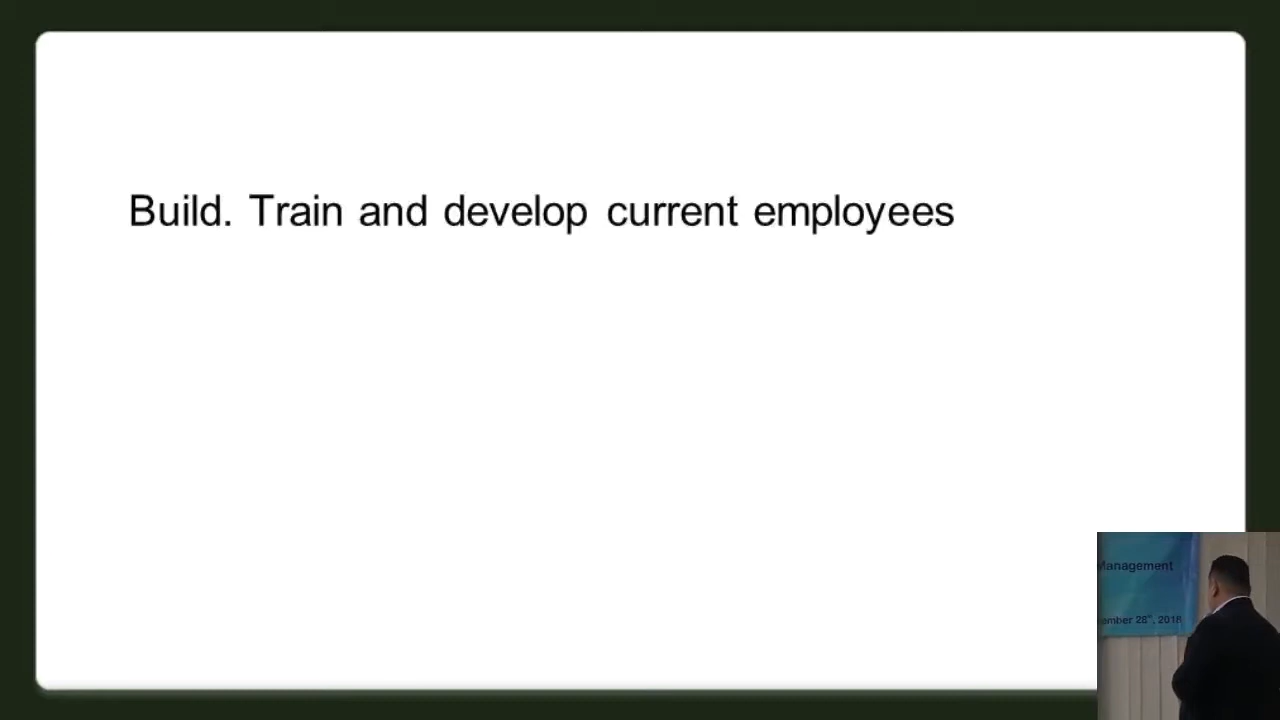 Build. Train and develop current employees
Management
ember 28th, 2018